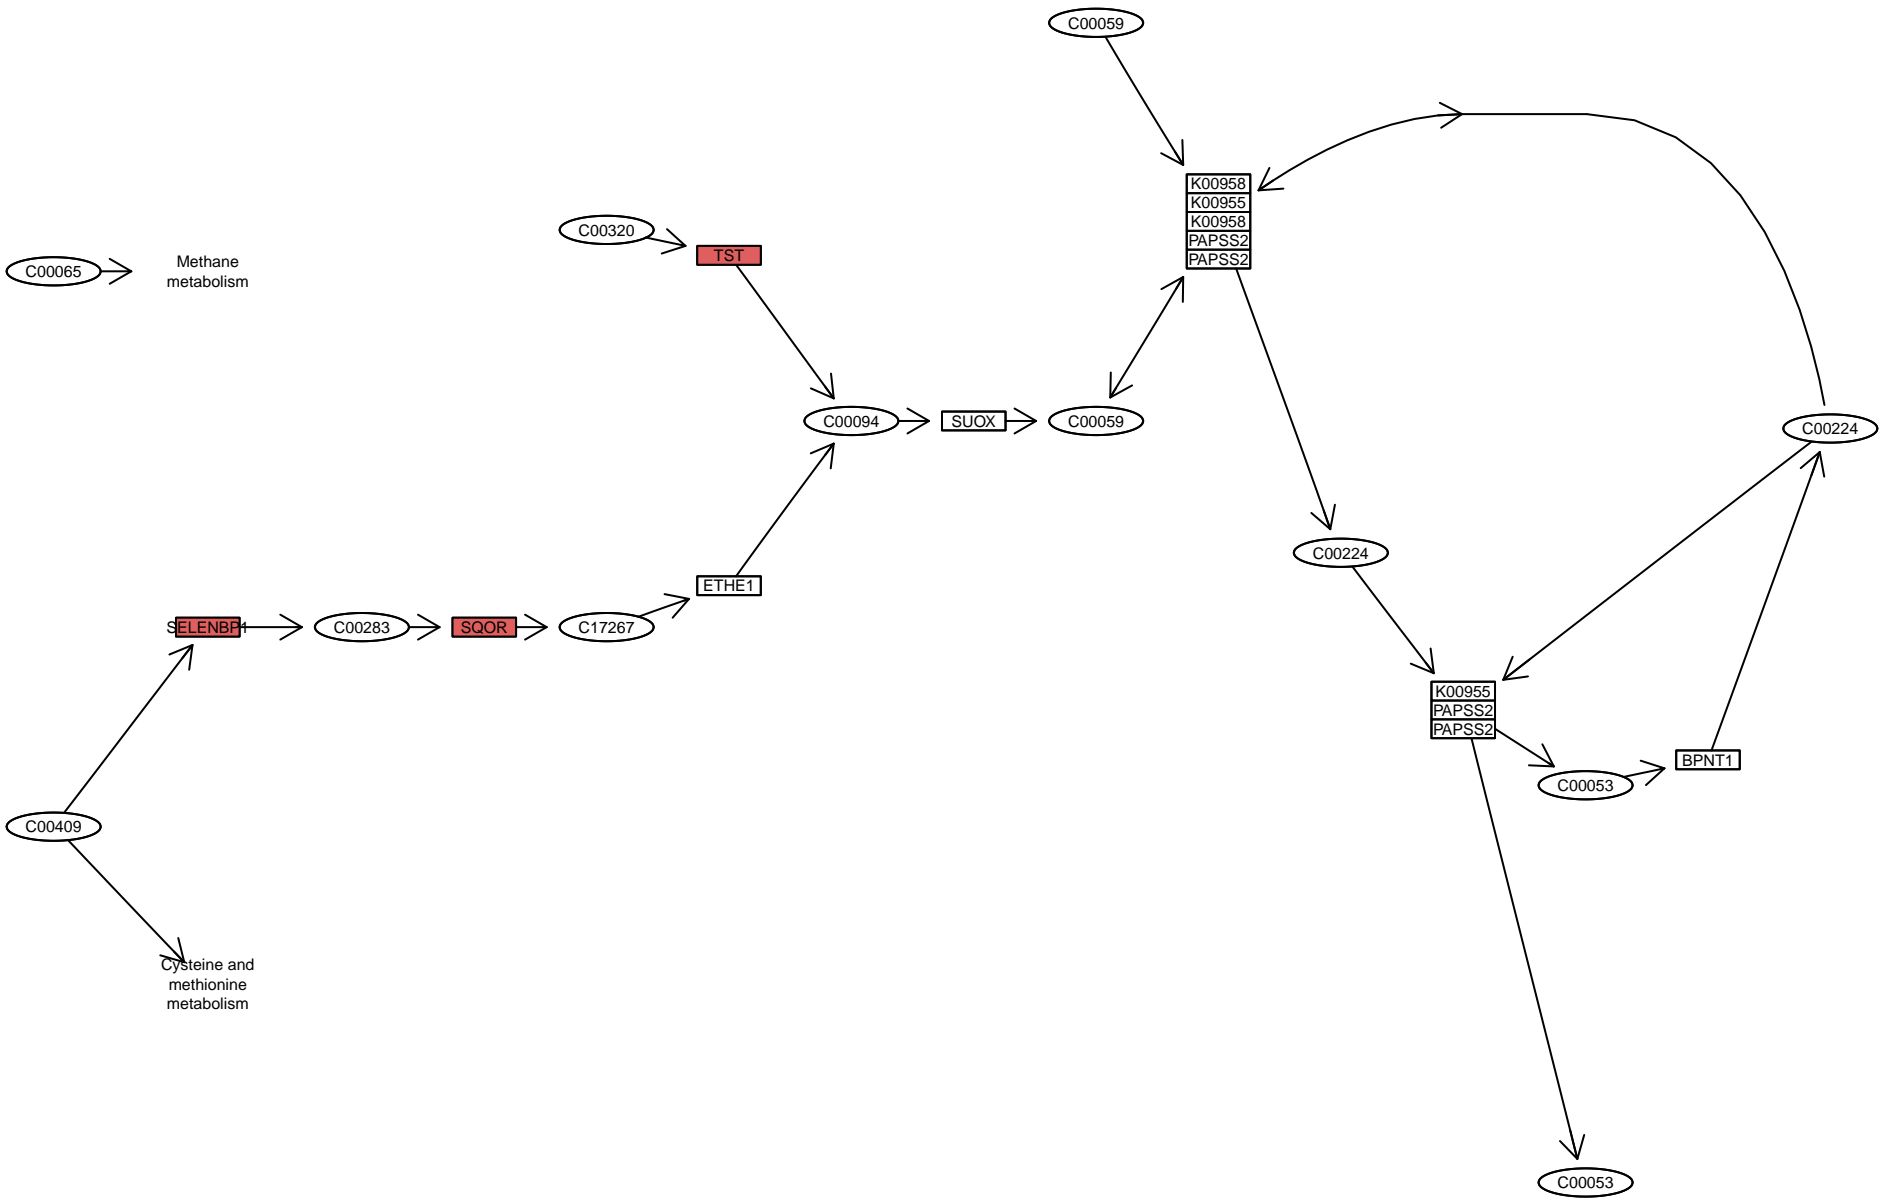 C00059
K00958
K00955
K00958
PAPSS2
PAPSS2
C00320
TST
C00065
Methane
metabolism
C00094
SUOX
C00059
C00224
C00224
ETHE1
SELENBP1
C00283
SQOR
C17267
K00955
PAPSS2
PAPSS2
BPNT1
C00053
C00409
Cysteine and
methionine
metabolism
C00053